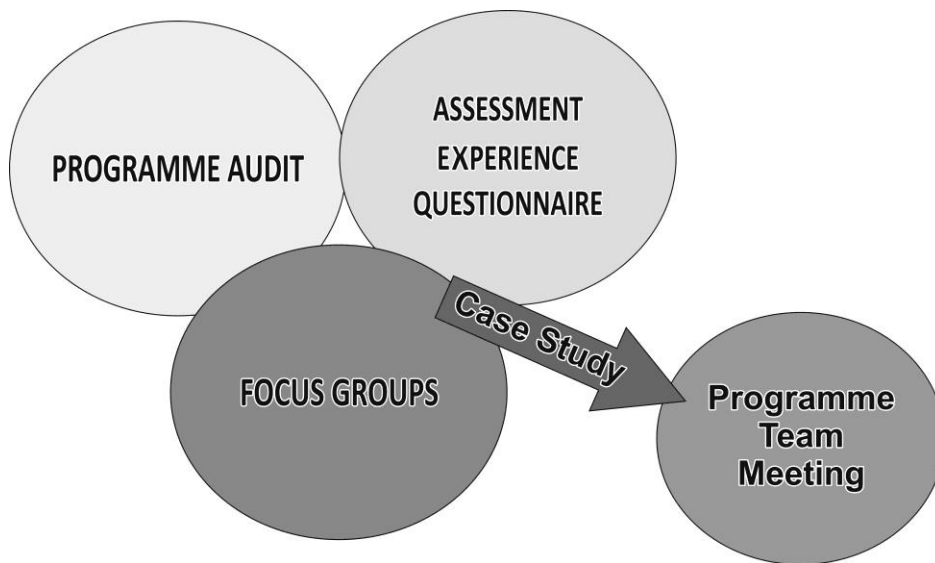 PROGRAMME AUDIT
ASSESSMENT
EXPERIENCE
QUESTIONNAIRE
FOCUS GROUPS
Case Study
Programme
Team
Meeting